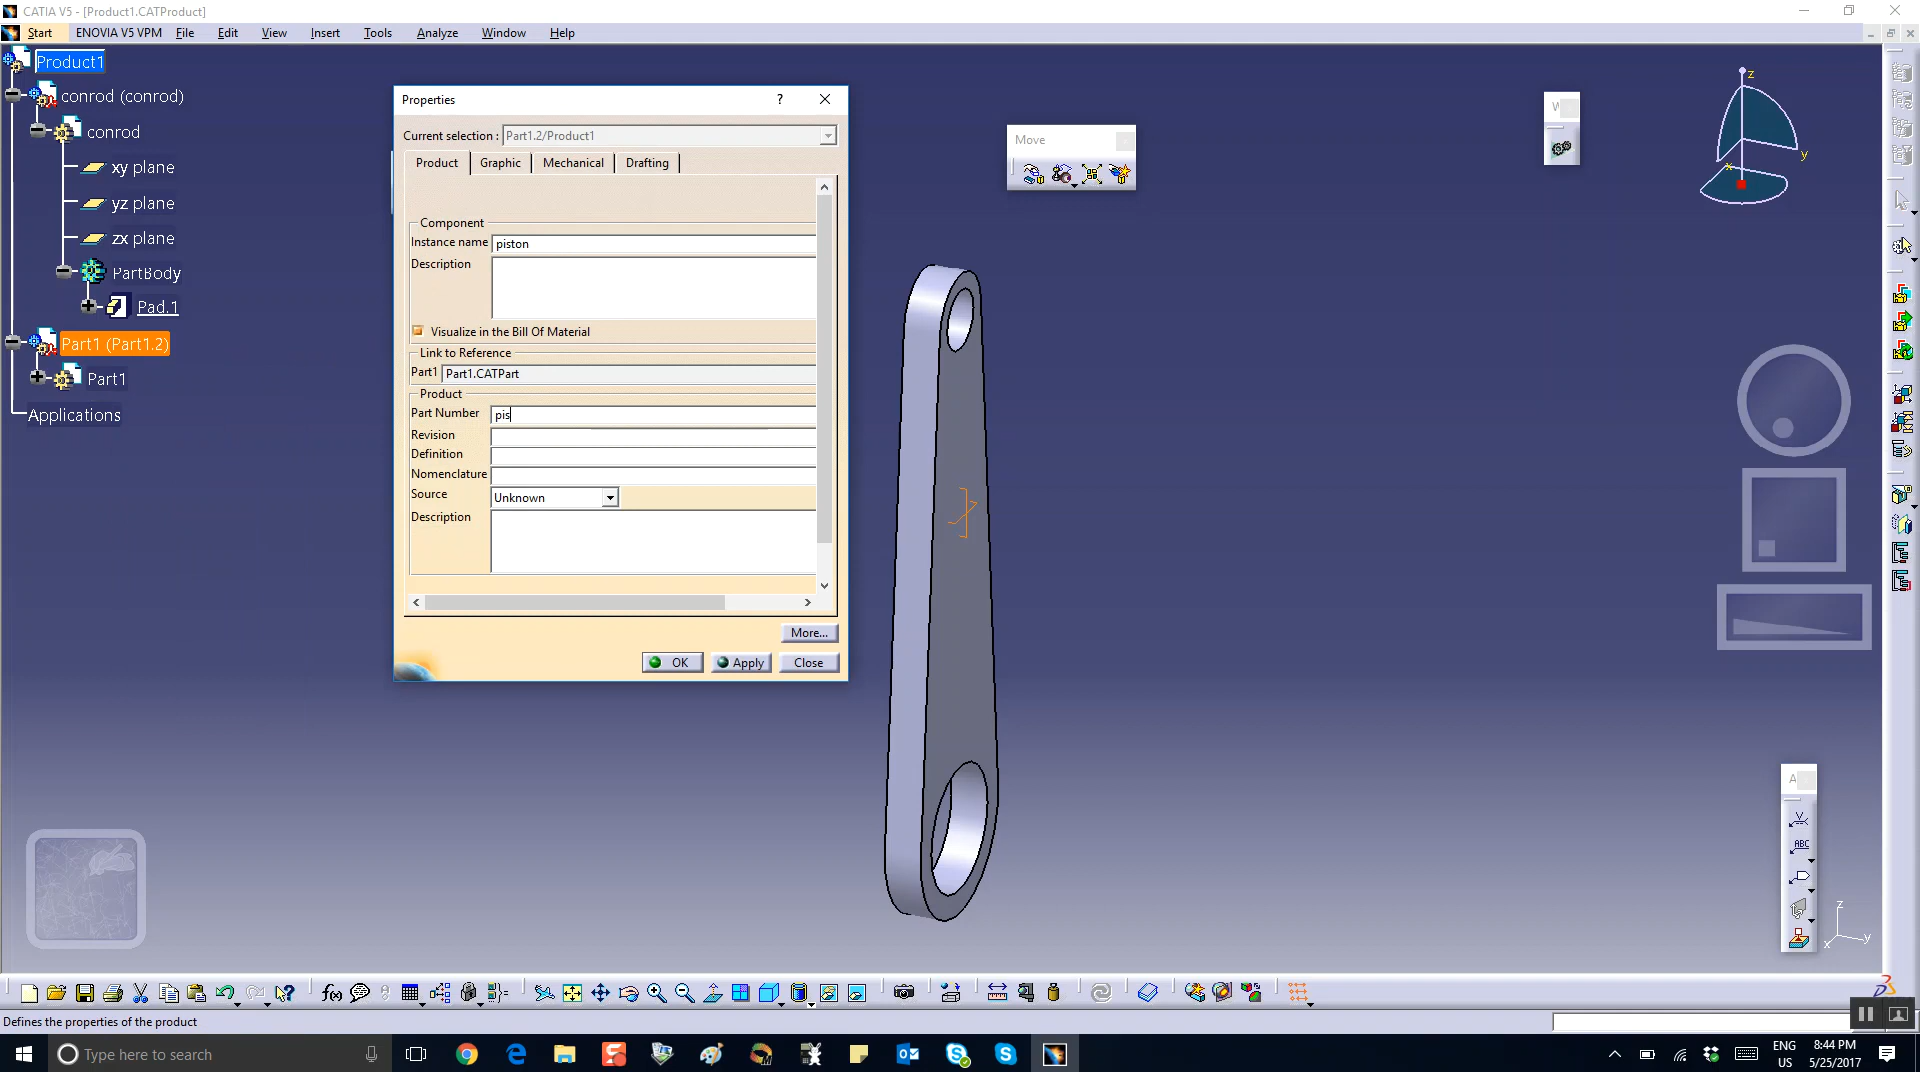 CATIA V5 - [Product1.CATProduct]
Start ENOVIA V5 VPM File Edit View Insert Tools Analyze Window Help
Product1
conrod (conrod)
conrod
xy plane
yz plane
zx plane
PartBody
Pad.1
Part1 (Part1.2)
Part1
Applications
Properties ?
Current selection : Part1.2/Product1
Product Graphic Mechanical Drafting
Component
Instance name piston
Description
Visualize in the Bill Of Material
Link to Reference
Part1 Part1.CATPart
Product
Part Number pis
Revision
Definition
Nomenclature
Source Unknown
Description
More...
OK Apply Close
Move
W
z
y
x
A
ABC
z
x y
f(x)
Defines the properties of the product
Type here to search
ENG
US
8:44 PM
5/25/2017